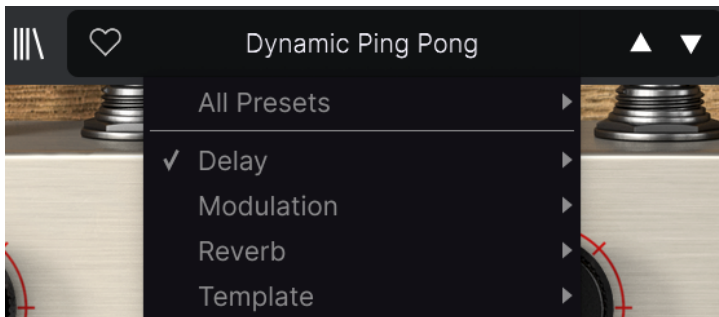 Dynamic Ping Pong
All Presets
Delay
Modulation
Reverb
Template